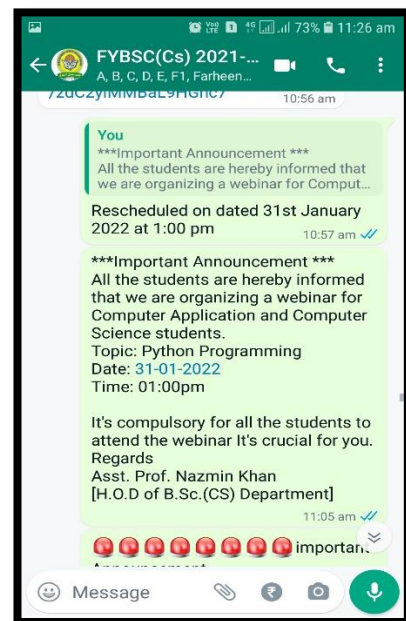 73% 11:26 am
FYBSC(Cs) 2021-...
A, B, C, D, E, F1, Farheen...
10:56 am
You
***Important Announcement ***
All the students are hereby informed that
we are organizing a webinar for Comput...
Rescheduled on dated 31st January
2022 at 1:00 pm
10:57 am
***Important Announcement ***
All the students are hereby informed
that we are organizing a webinar for
Computer Application and Computer
Science students.
Topic: Python Programming
Date: 31-01-2022
Time: 01:00pm
It's compulsory for all the students to
attend the webinar It's crucial for you.
Regards
Asst. Prof. Nazmin Khan
[H.O.D of B.Sc.(CS) Department]
11:05 am
important
Message